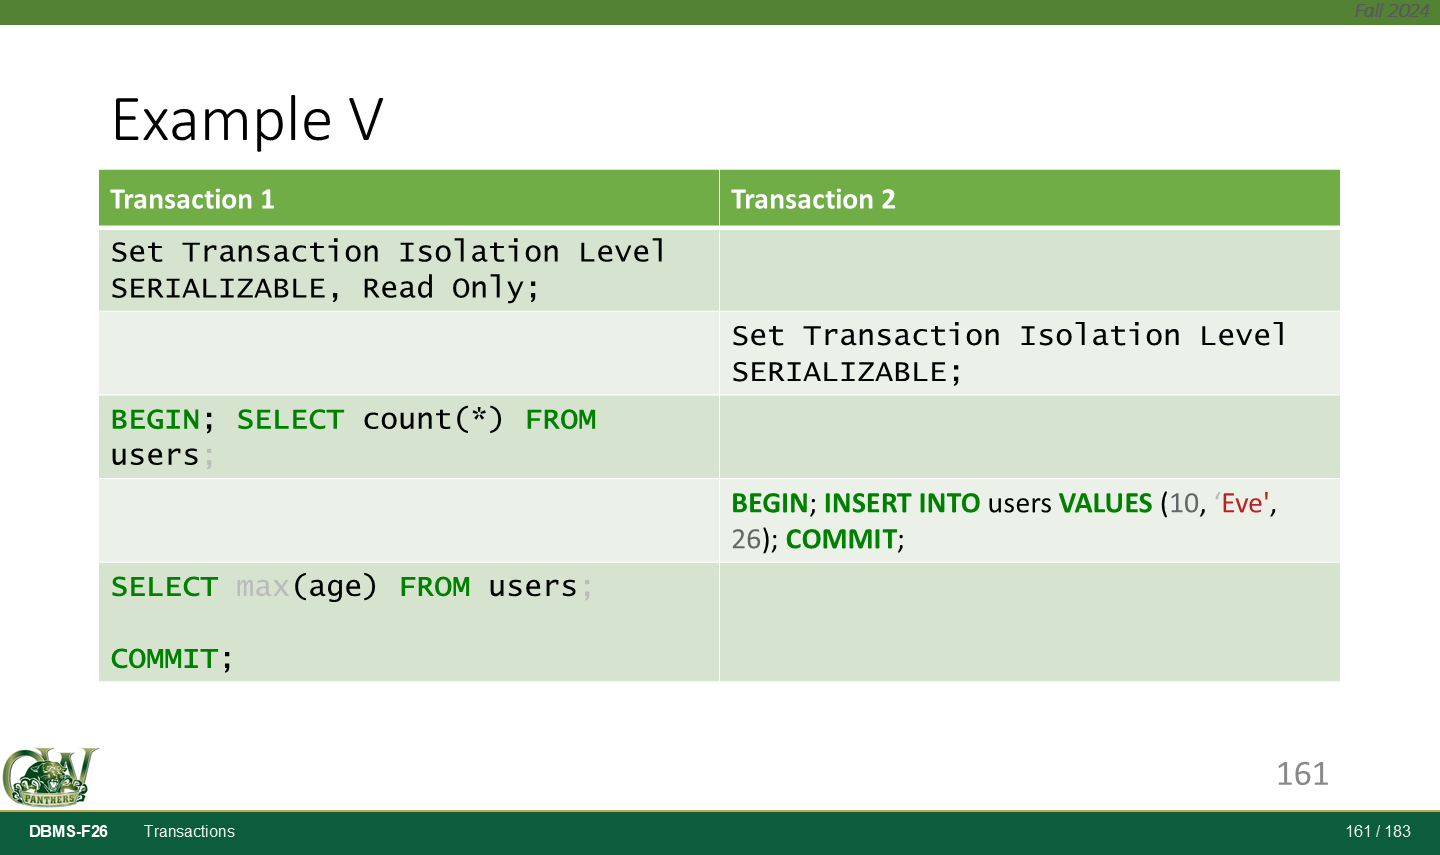 Fall 2024
Example V
Transaction 1
Transaction 2
Set Transaction Isolation Level
SERIALIZABLE, Read Only;
Set Transaction Isolation Level
SERIALIZABLE;
BEGIN; SELECT count(*) FROM
users;
BEGIN; INSERT INTO users VALUES (10, ‘Eve',
26); COMMIT;
SELECT max(age) FROM users;
COMMIT;
OW
PANTHERS
161
DBMS-F26
Transactions
161 / 183